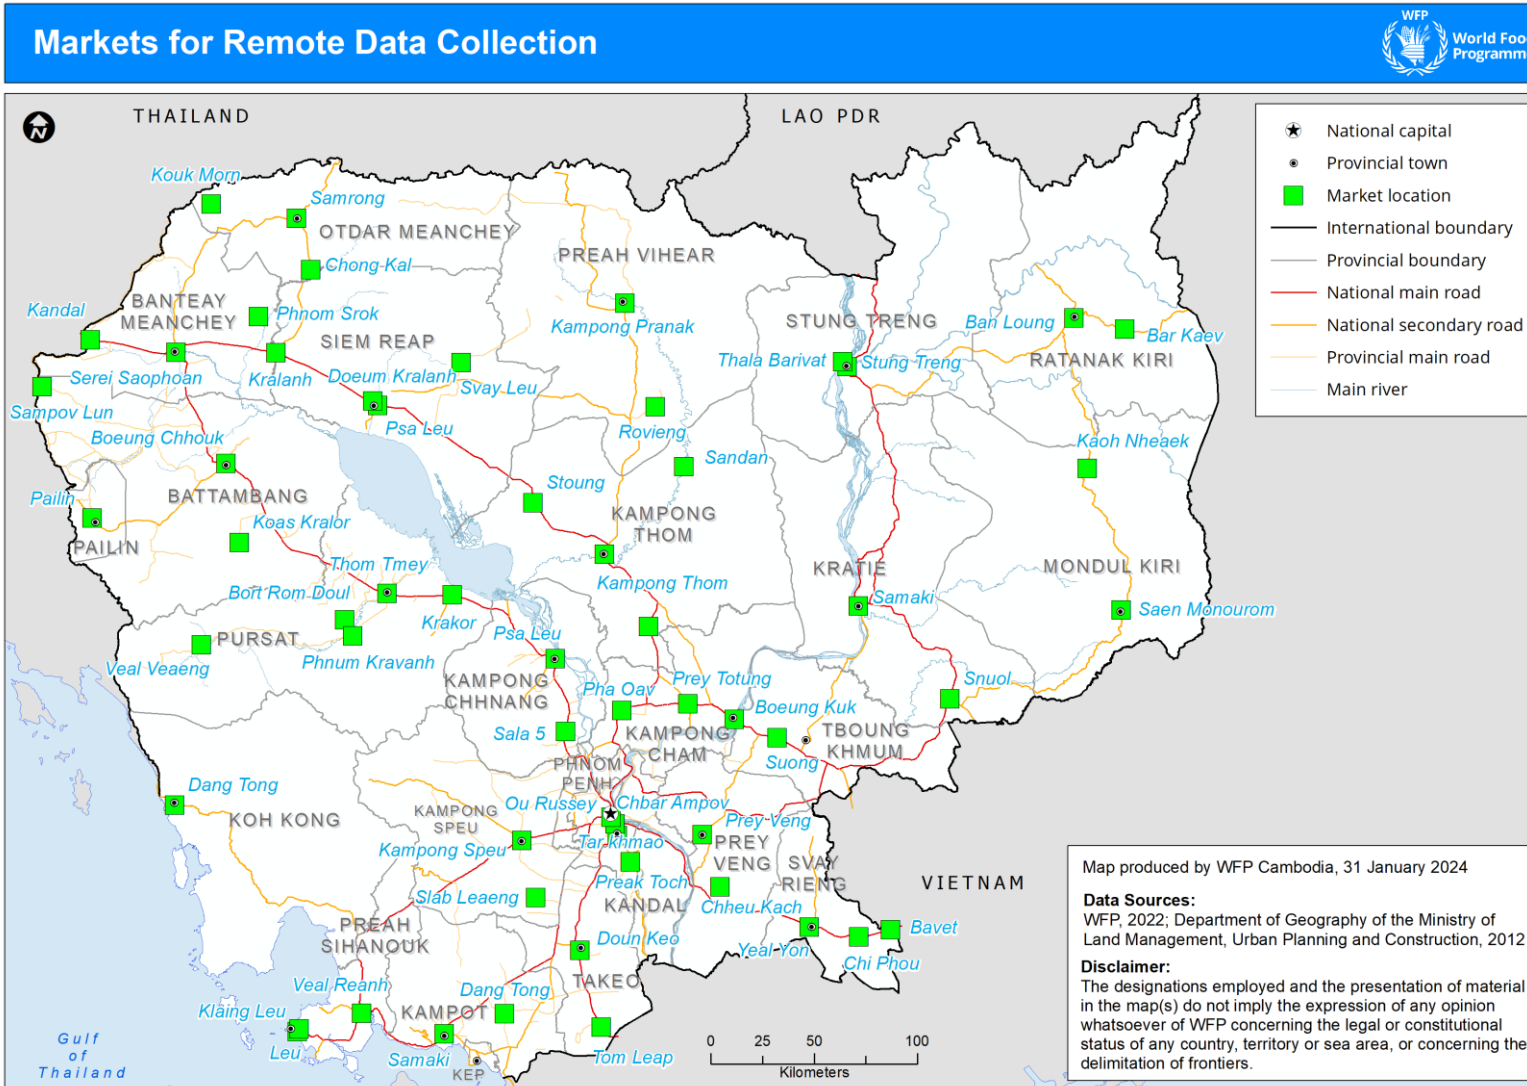 Markets for Remote Data Collection
WFP
World Foo
Programm
THAILAND
LAO PDR
National capital
Provincial town
Market location
International boundary
Provincial boundary
National main road
National secondary road
Provincial main road
Main river
N
Kouk Morn
Samrong
OTDAR MEANCHEY
PREAH VIHEAR
Chong Kal
BANTEAY
MEANCHEY
Kandal
Phnom Srok
Kampong Pranak
STUNG TRENG
Ban Loung
Bar Kaev
SIEM REAP
RATANAK KIRI
Thala Barivat
Stung Treng
Serei Saophoan
Kralanh
Doeum Kralanh
Svay Leu
Sampov Lun
Psa Leu
Rovieng
Boeung Chhouk
Kaoh Nheaek
Sandan
Stoung
Pailin
BATTAMBANG
KAMPONG
THOM
Koas Kralor
PAILIN
Thom Tmey
KRATIE
MONDUL KIRI
Kampong Thom
Bort Rom Doul
Samaki
Saen Monourom
Krakor
Psa Leu
PURSAT
Phnum Kravanh
Veal Veaeng
KAMPONG
CHHNANG
Prey Totung
Snuol
Pha Oav
Boeung Kuk
Sala 5
KAMPONG
CHAM
TBOUNG
KHMUM
PHNOM
PENH
Suong
Dang Tong
Ou Russey
Chbar Ampov
KOH KONG
KAMPONG
SPEU
Prey Veng
Kampong Speu
Tar khmao
PREY
VENG
SVAY
RIENG
Preak Toch
VIETNAM
Slab Leaeng
KANDAL
Chheu Kach
PREAH
SIHANOUK
Doun Keo
Yeal Yon
Bavet
Chi Phou
TAKEO
Veal Reanh
Dang Tong
Klaing Leu
KAMPOT
Leu
Samaki
Tom Leap
KEP
Gulf
of
Thailand
0 25 50 100
Kilometers
Map produced by WFP Cambodia, 31 January 2024
Data Sources:
WFP, 2022; Department of Geography of the Ministry of
Land Management, Urban Planning and Construction, 2012
Disclaimer:
The designations employed and the presentation of material
in the map(s) do not imply the expression of any opinion
whatsoever of WFP concerning the legal or constitutional
status of any country, territory or sea area, or concerning the
delimitation of frontiers.